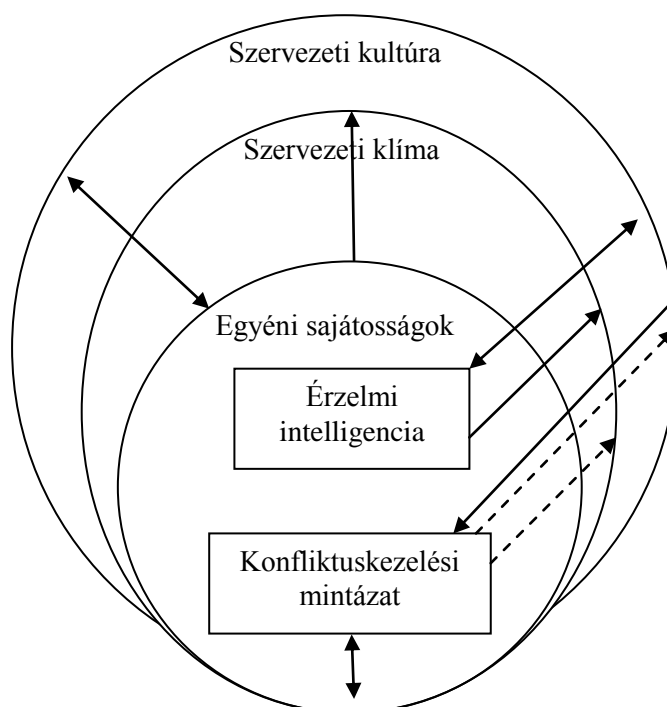 Szervezeti kultúra
Szervezeti klíma
Egyéni sajátosságok
Érzelmi
intelligencia
Konfliktuskezelési
mintázat